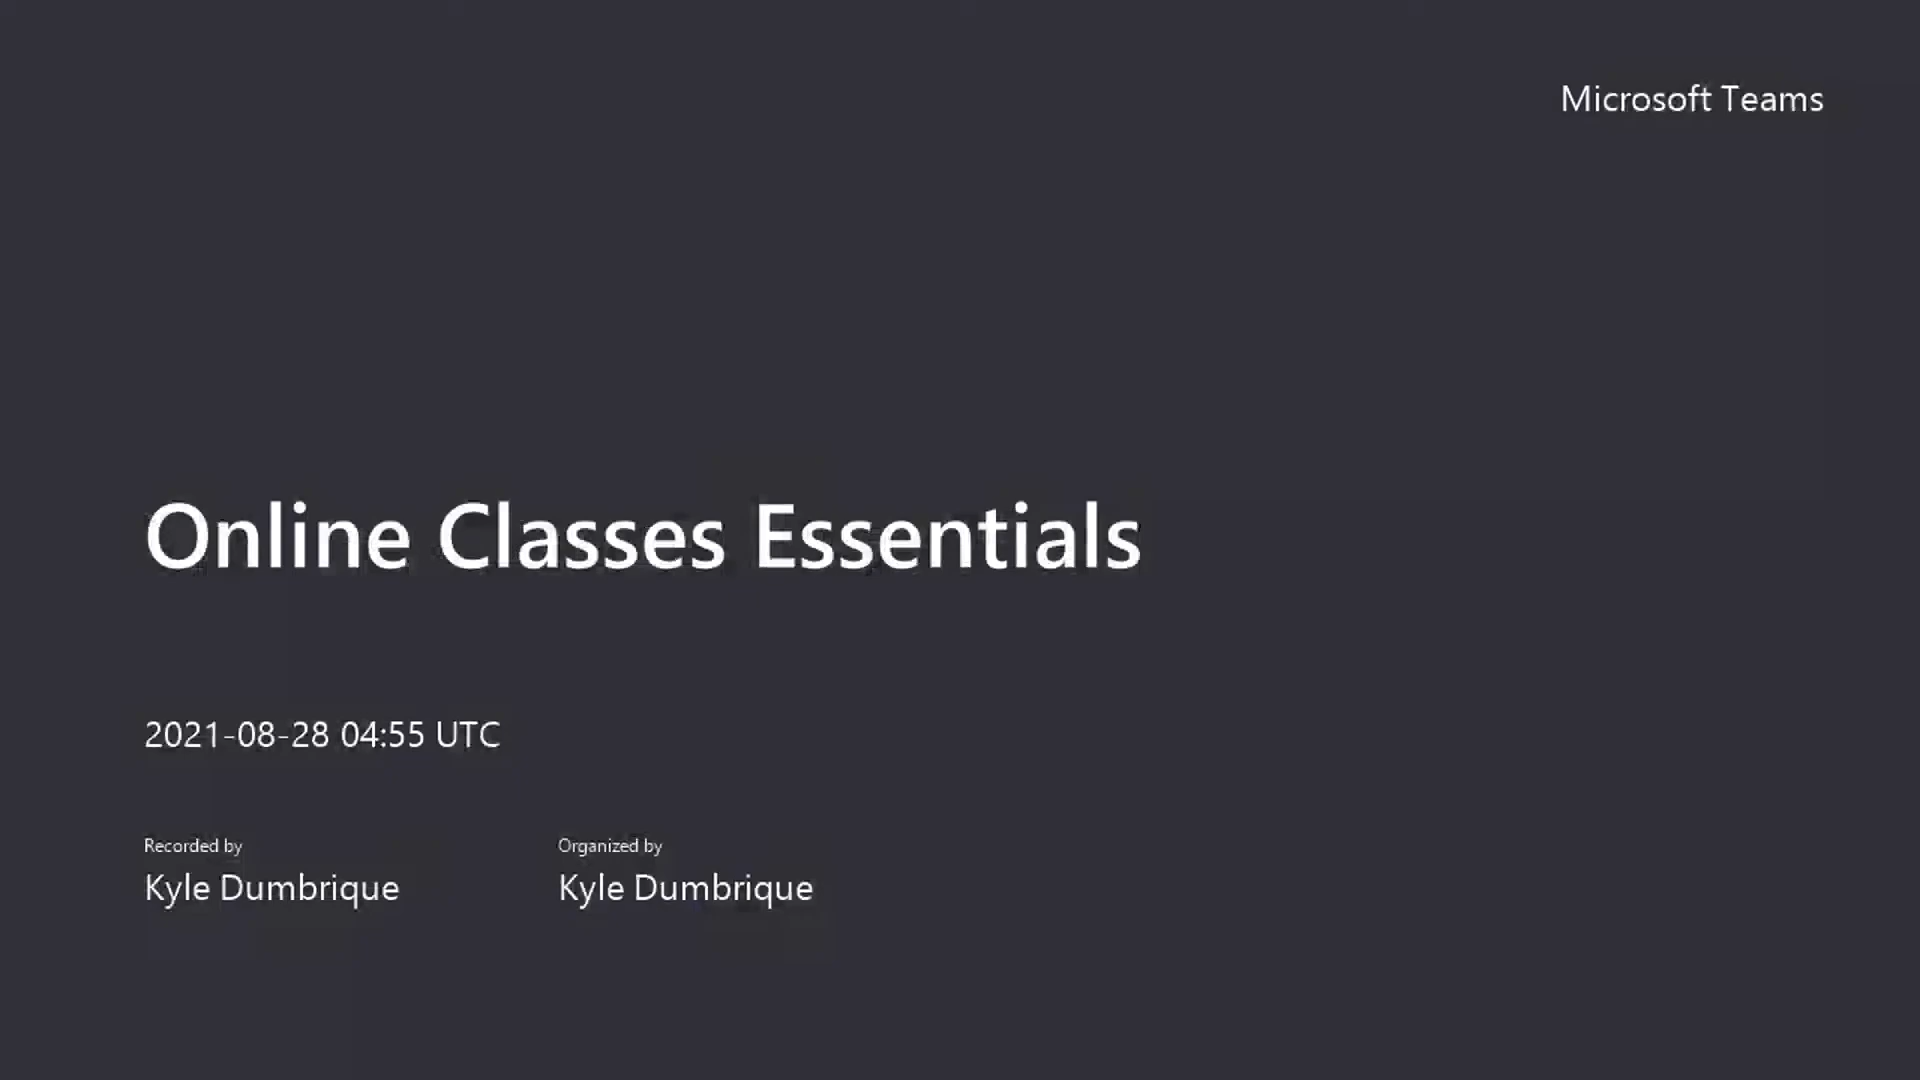 Microsoft Teams
Online Classes Essentials
2021-08-28 04:55 UTC
Recorded by
Kyle Dumbrique
Organized by
Kyle Dumbrique